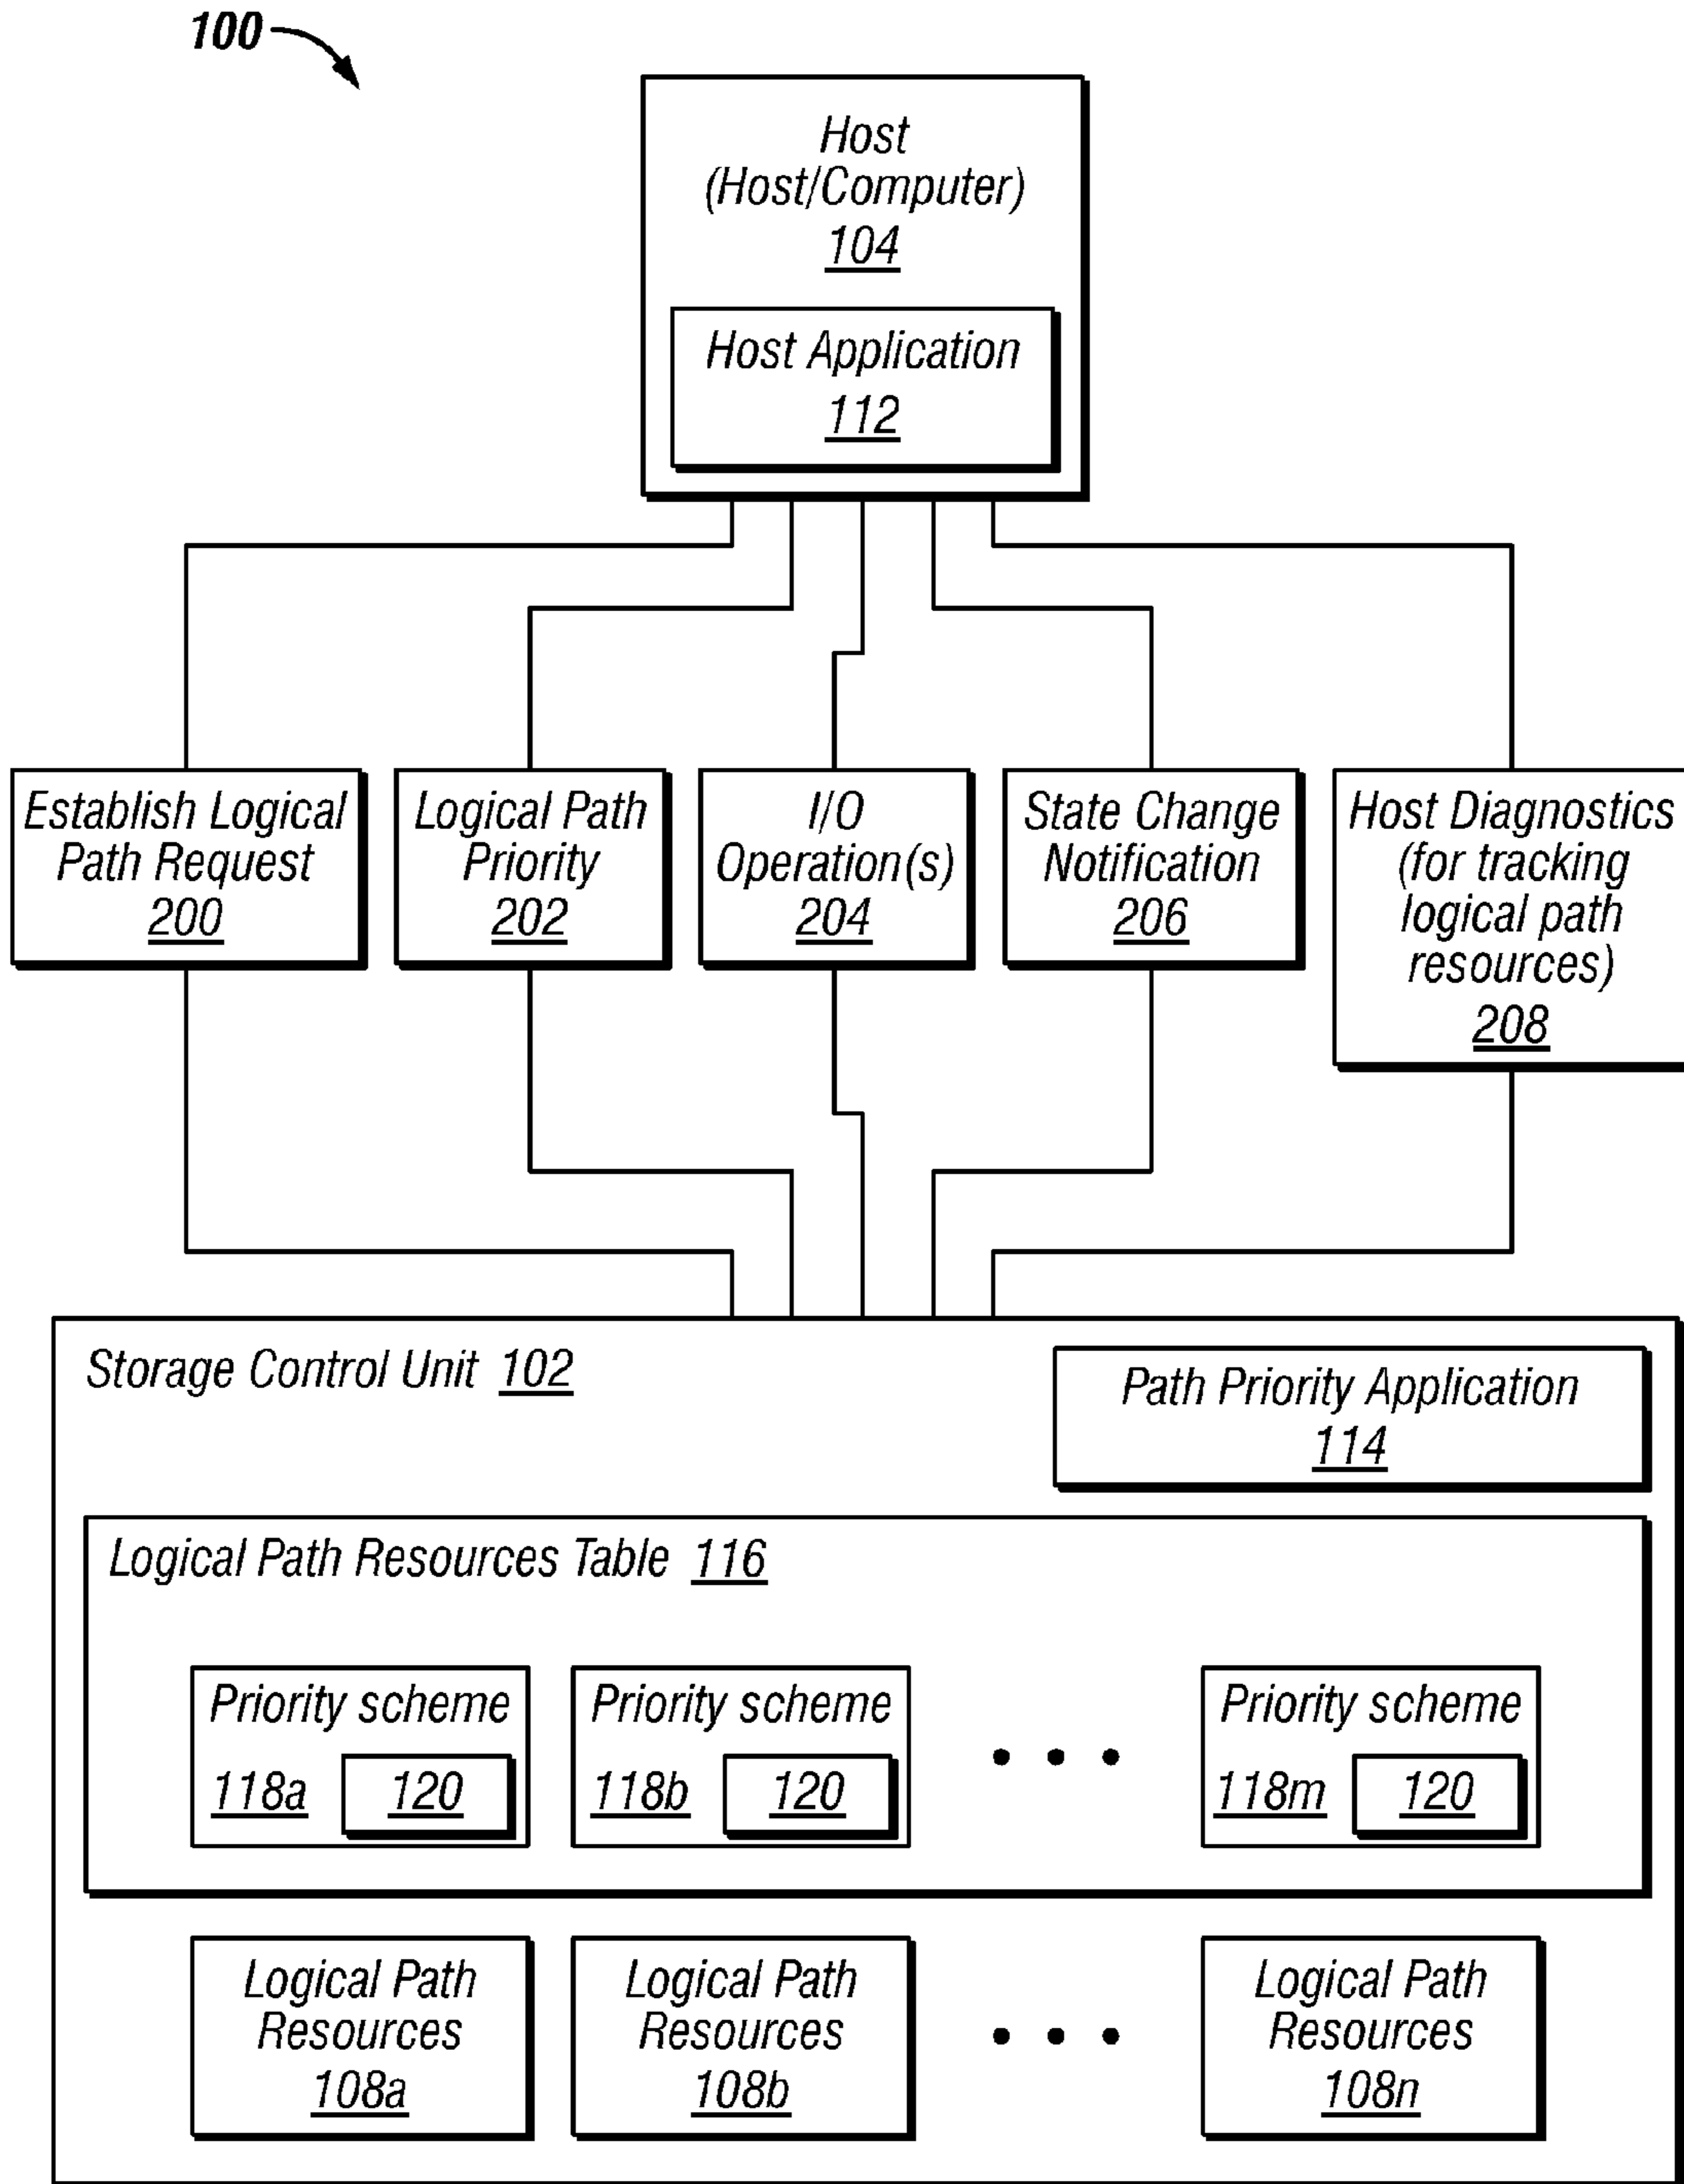 100
Host
(Host/Computer)
104
Host Application
112
Establish Logical
Path Request
200
Logical Path
Priority
202
I/O
Operation(s)
204
State Change
Notification
206
Host Diagnostics
(for tracking
logical path
resources)
208
Storage Control Unit 102
Path Priority Application
114
Logical Path Resources Table 116
Priority scheme
118a 120
Priority scheme
118b 120
Priority scheme
118m 120
Logical Path
Resources
108a
Logical Path
Resources
108b
Logical Path
Resources
108n